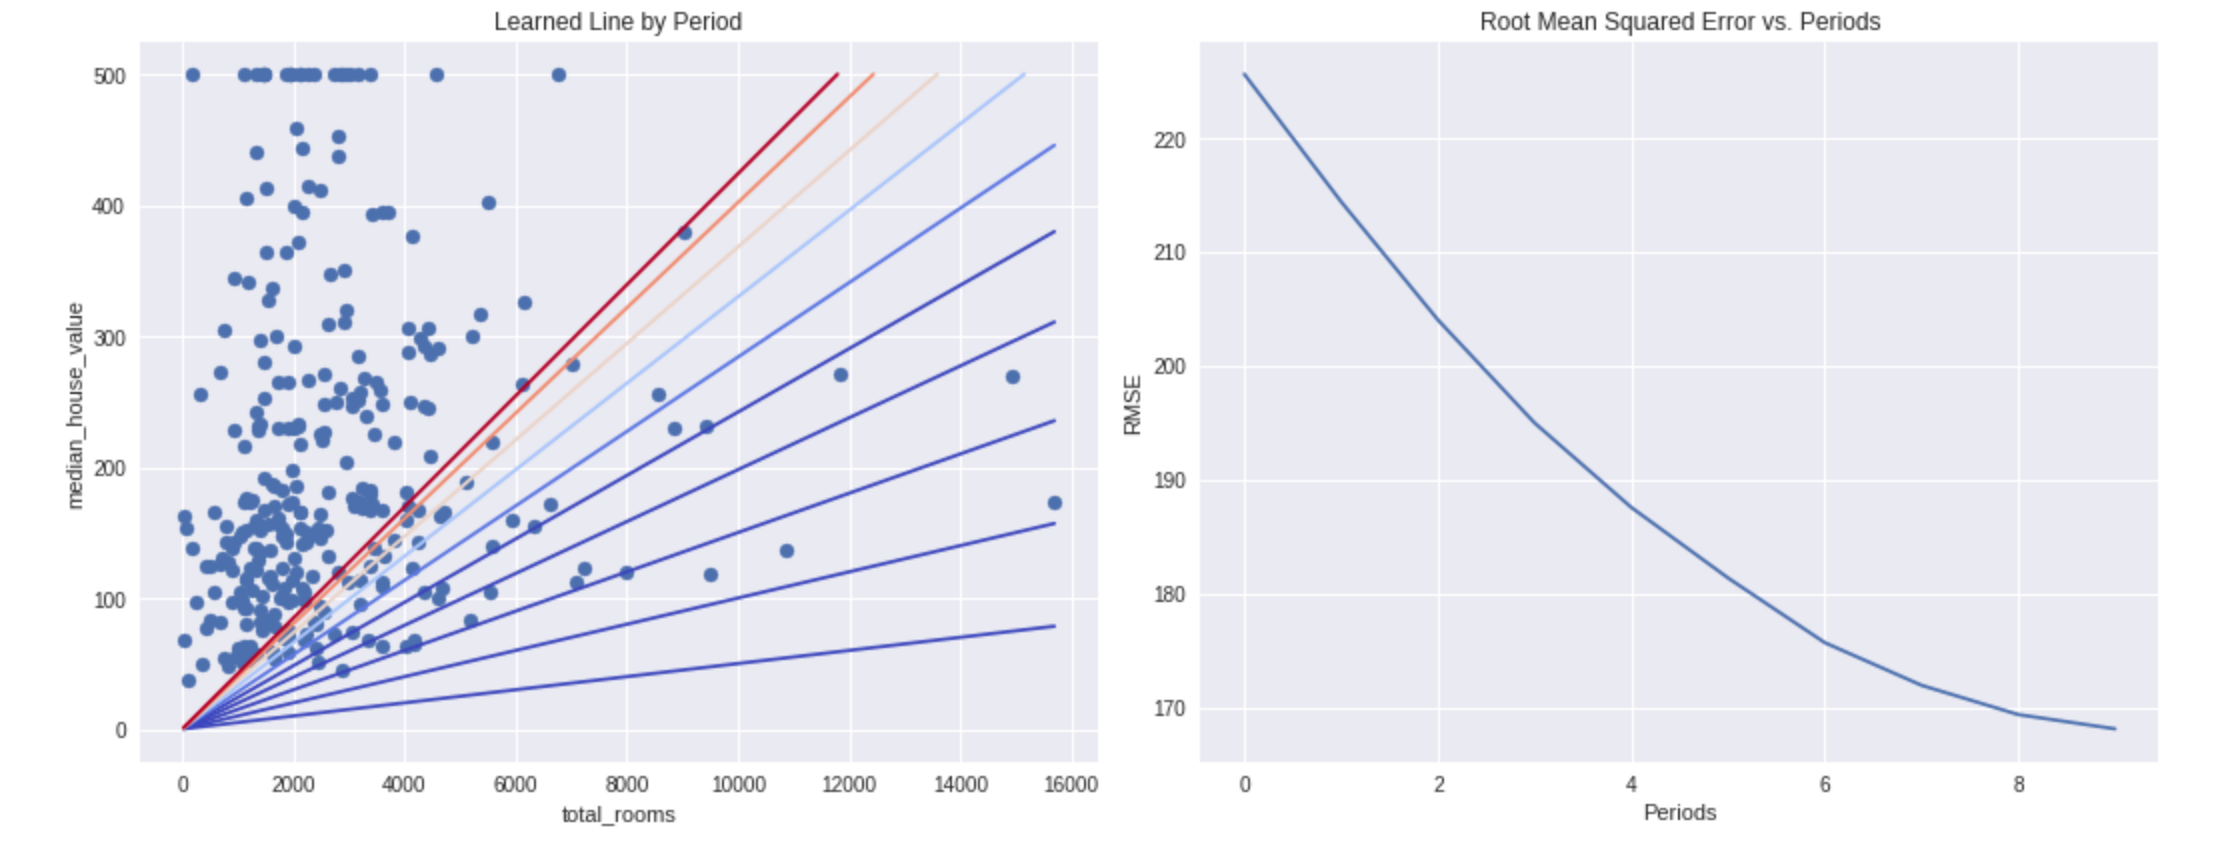 Learned Line by Period
500
400
300
200
100
0
median_house_value
0 2000 4000 6000 8000 10000 12000 14000 16000
total_rooms
Root Mean Squared Error vs. Periods
220
210
200
190
180
170
RMSE
0 2 4 6 8
Periods